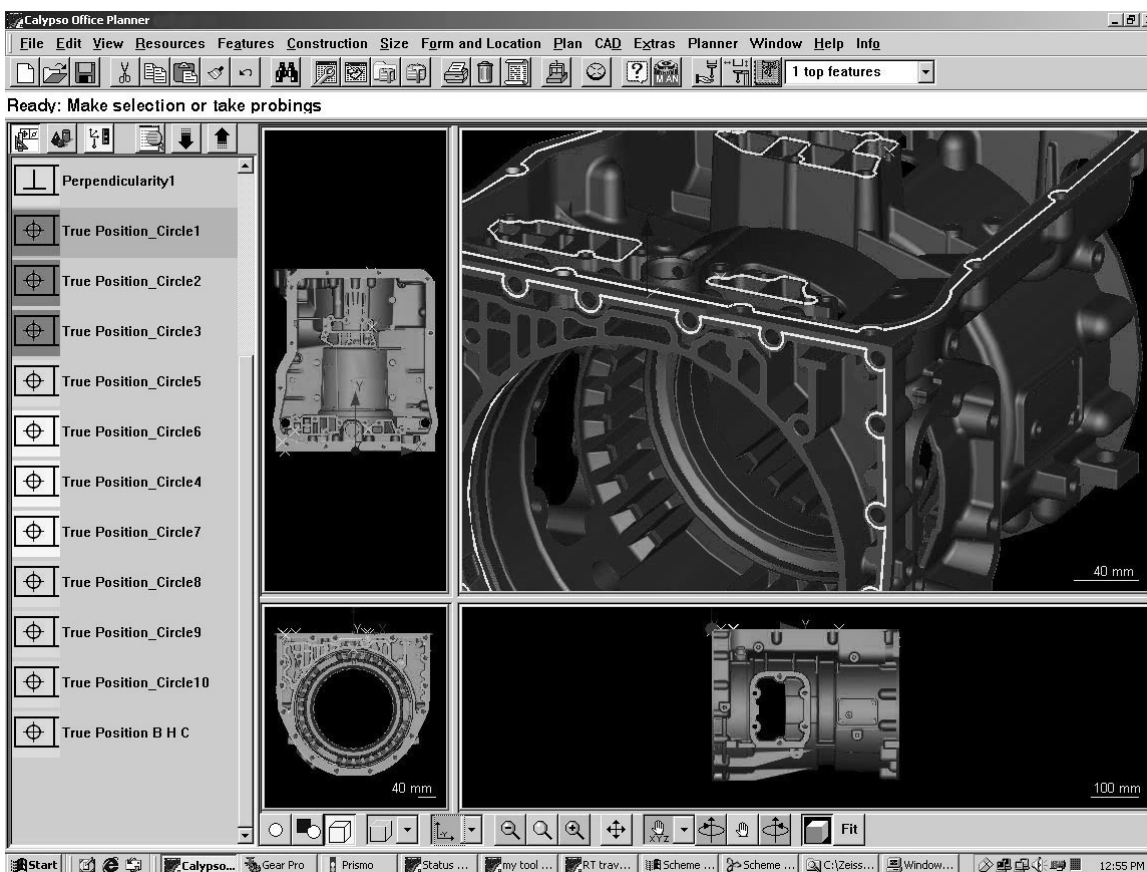 Calypso Office Planner
File Edit View Resources Features Construction Size Form and Location Plan CAD Extras Planner Window Help Info
? MAN 1 top features
Ready: Make selection or take probings
Perpendicularity1
True Position_Circle1
True Position_Circle2
True Position_Circle3
True Position_Circle5
True Position_Circle6
True Position_Circle4
True Position_Circle7
True Position_Circle8
True Position_Circle9
True Position_Circle10
True Position B H C
Y
40 mm
Y
40 mm
Y
100 mm
XYZ Fit
Start Calypso... Gear Pro Prismo Status ... my tool ... RT trav... Scheme ... Scheme ... C:\Zeiss... Window... 12:55 PM